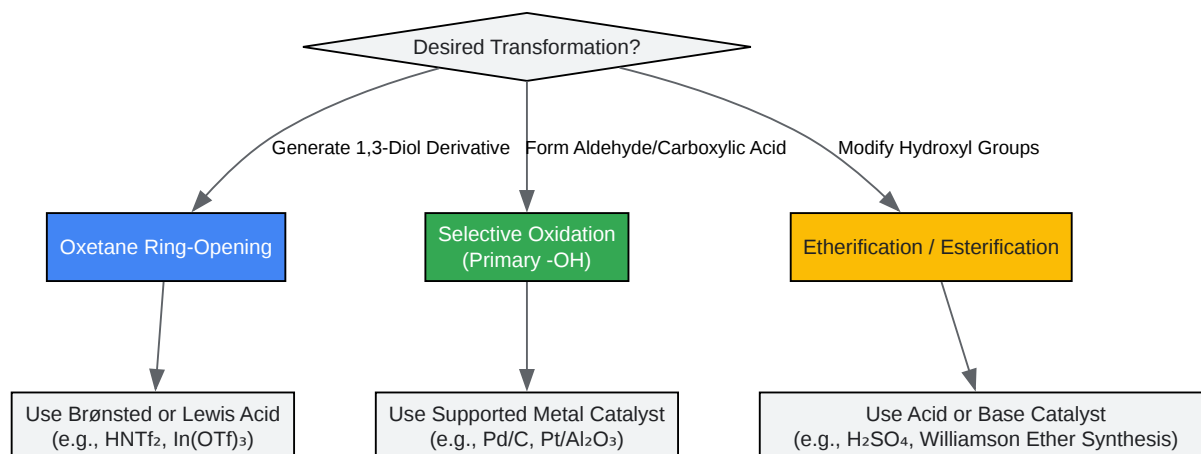 Desired Transformation?
Generate 1,3-Diol Derivative
Form Aldehyde/Carboxylic Acid
Modify Hydroxyl Groups
Oxetane Ring-Opening
Selective Oxidation
(Primary -OH)
Etherification / Esterification
Use Brønsted or Lewis Acid
(e.g., HNTf₂, In(OTf)₃)
Use Supported Metal Catalyst
(e.g., Pd/C, Pt/Al₂O₃)
Use Acid or Base Catalyst
(e.g., H₂SO₄, Williamson Ether Synthesis)